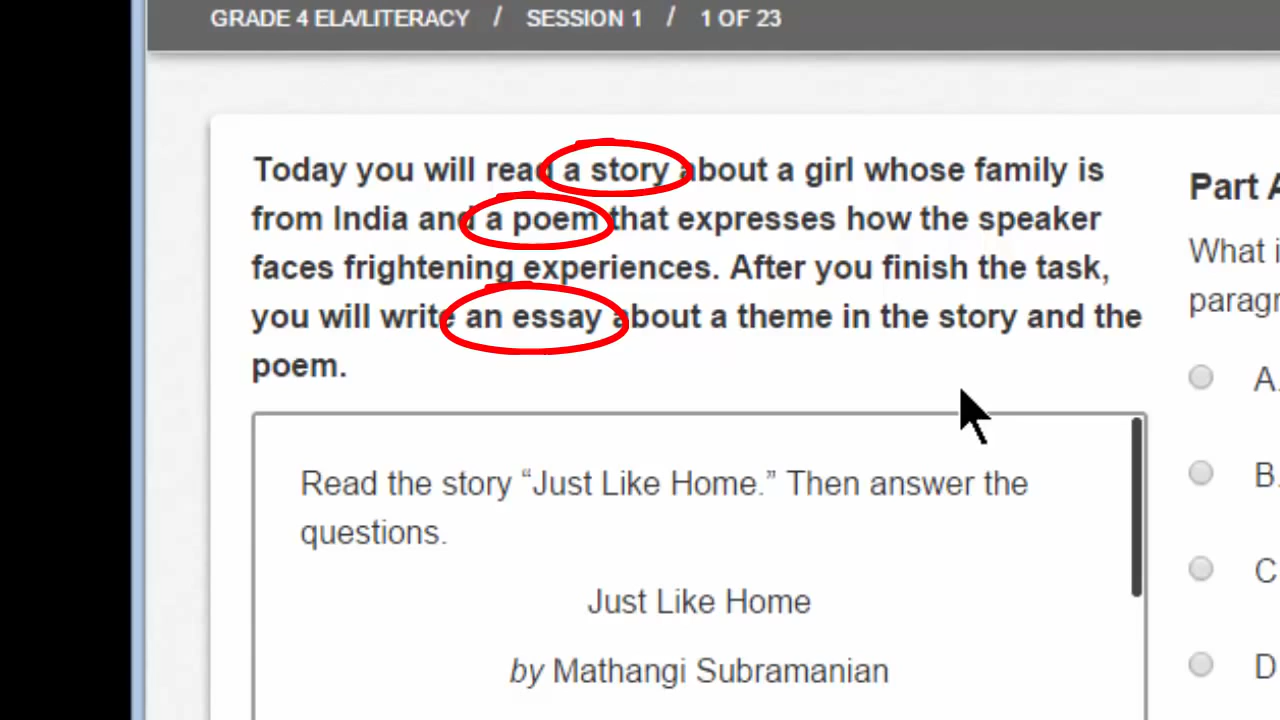 GRADE 4 ELA/LITERACY / SESSION 1 / 1 OF 23
Today you will read a story about a girl whose family is
from India and a poem that expresses how the speaker
faces frightening experiences. After you finish the task,
you will write an essay about a theme in the story and the
poem.
Read the story “Just Like Home.” Then answer the
questions.
Just Like Home
by Mathangi Subramanian
Part A
What i
paragr
A.
B.
C
D